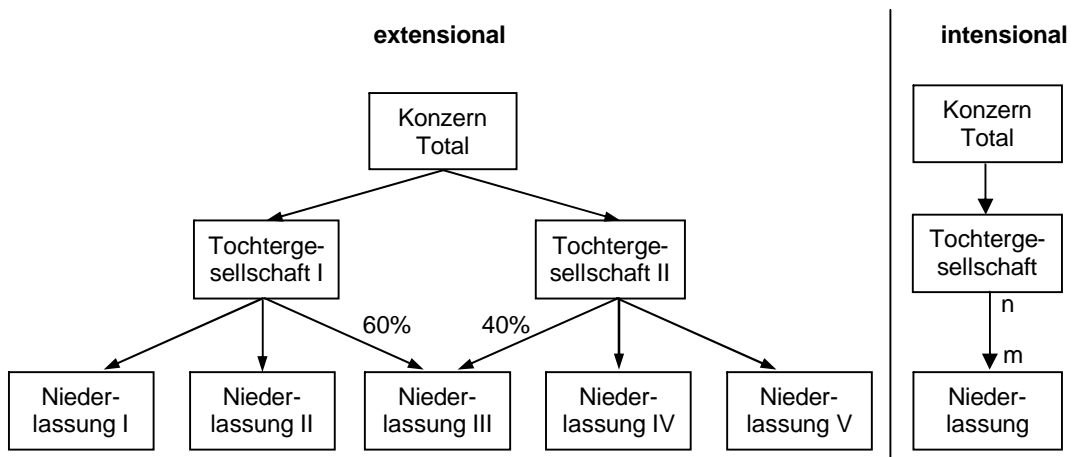 extensional
intensional
Konzern
Total
Konzern
Total
Tochterge-
sellschaft I
Tochterge-
sellschaft II
Tochterge-
sellschaft
n
60%
40%
m
Nieder-
lassung I
Nieder-
lassung II
Nieder-
lassung III
Nieder-
lassung IV
Nieder-
lassung V
Nieder-
lassung